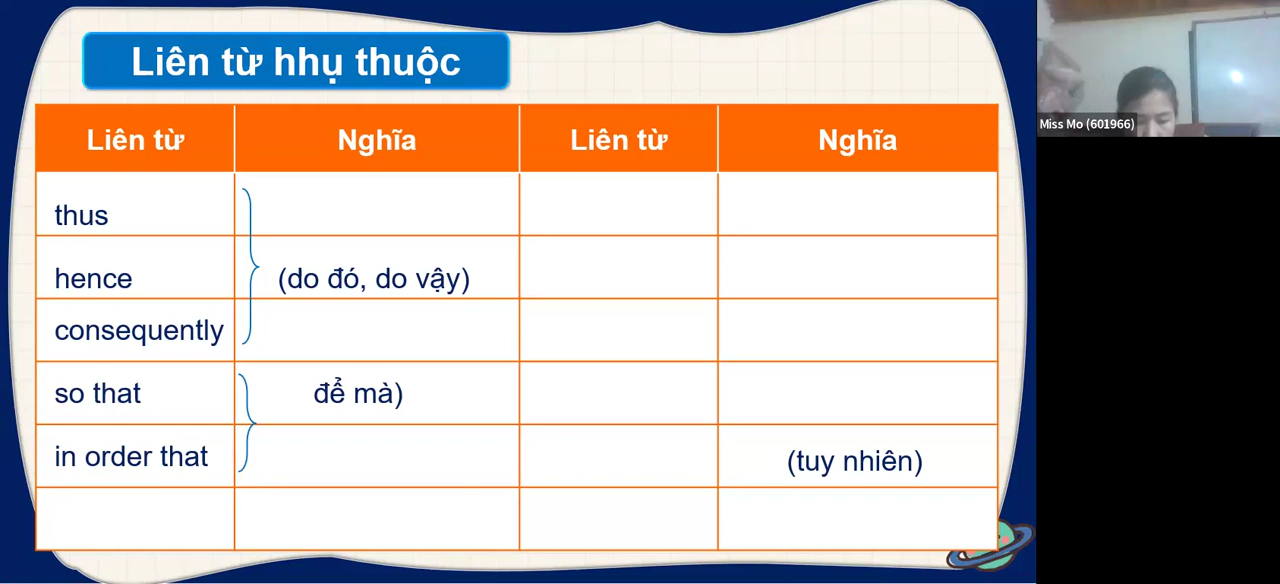 Liên từ hhụ thuộc
Liên từ Nghĩa Liên từ Nghĩa
thus
hence (do đó, do vậy)
consequently
so that để mà)
in order that (tuy nhiên)
Miss Mo (601966)